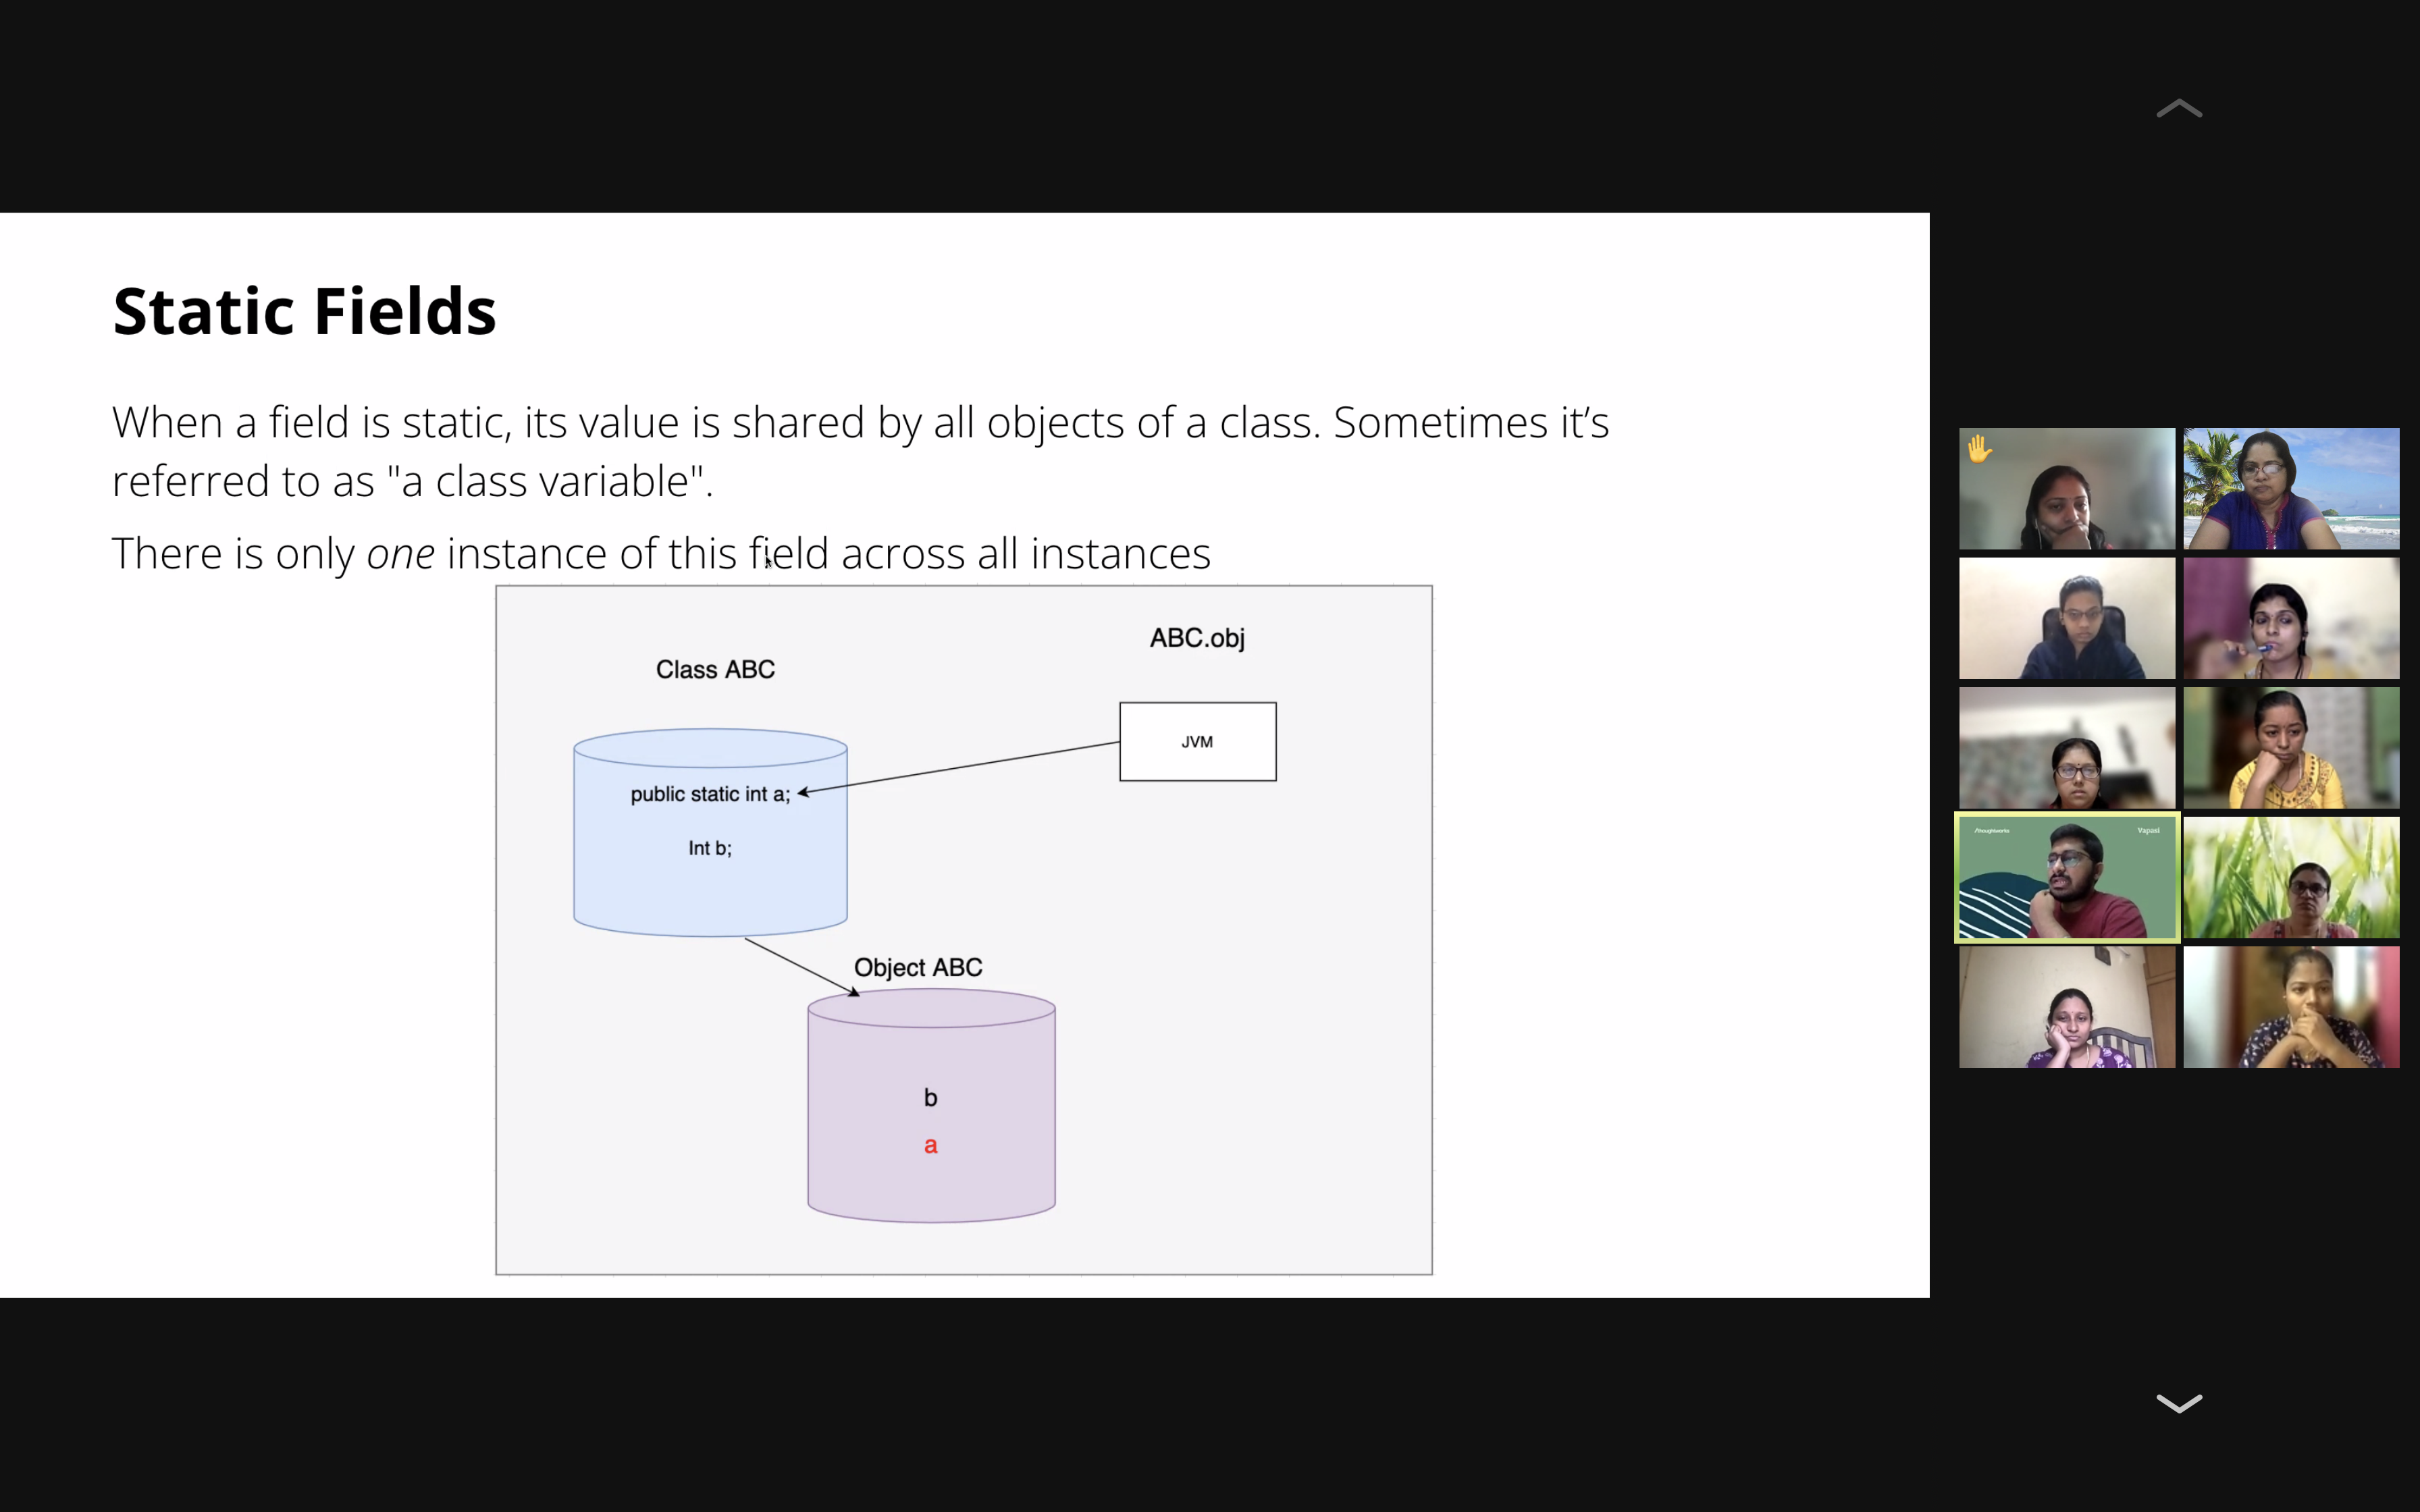 Static Fields
When a field is static, its value is shared by all objects of a class. Sometimes it’s
referred to as "a class variable".
There is only one instance of this field across all instances
ABC.obj
Class ABC
JVM
public static int a;
Int b;
Object ABC
b
a
/thoughtworks
Vapasi